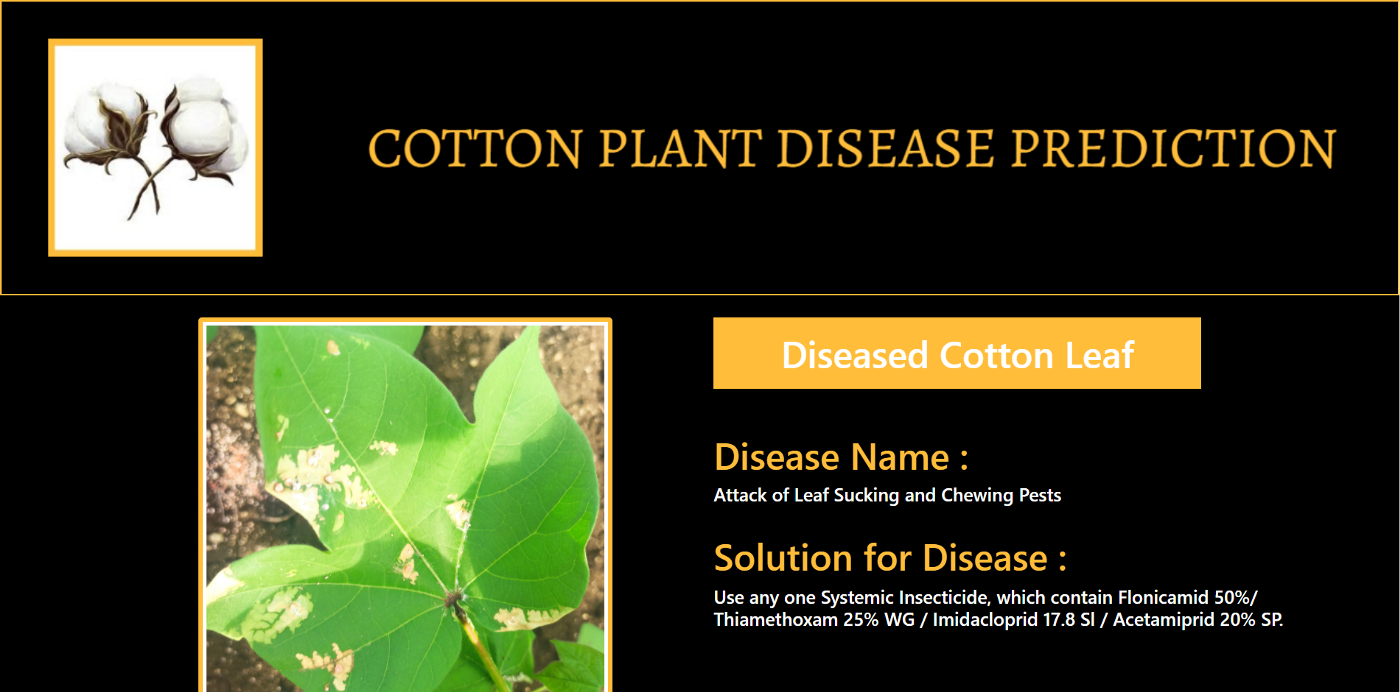 COTTON PLANT DISEASE PREDICTION
Diseased Cotton Leaf
Disease Name :
Attack of Leaf Sucking and Chewing Pests
Solution for Disease :
Use any one Systemic Insecticide, which contain Flonicamid 50%/
Thiamethoxam 25% WG / Imidacloprid 17.8 Sl / Acetamiprid 20% SP.